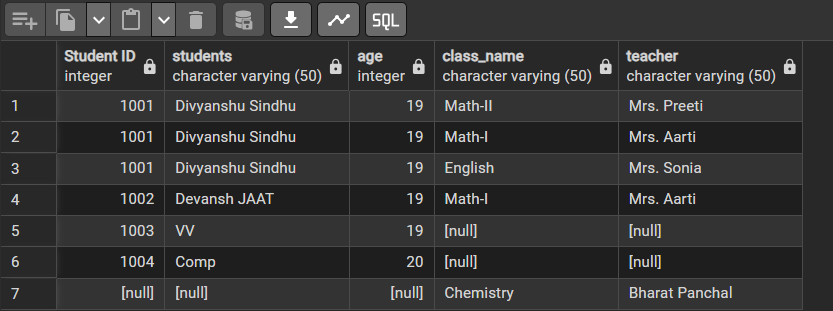 SQL
Student ID students age class_name teacher
integer character varying (50) integer character varying (50) character varying (50)
1 1001 Divyanshu Sindhu 19 Math-II Mrs. Preeti
2 1001 Divyanshu Sindhu 19 Math-I Mrs. Aarti
3 1001 Divyanshu Sindhu 19 English Mrs. Sonia
4 1002 Devansh JAAT 19 Math-I Mrs. Aarti
5 1003 VV 19 [null] [null]
6 1004 Comp 20 [null] [null]
7 [null] [null] [null] Chemistry Bharat Panchal